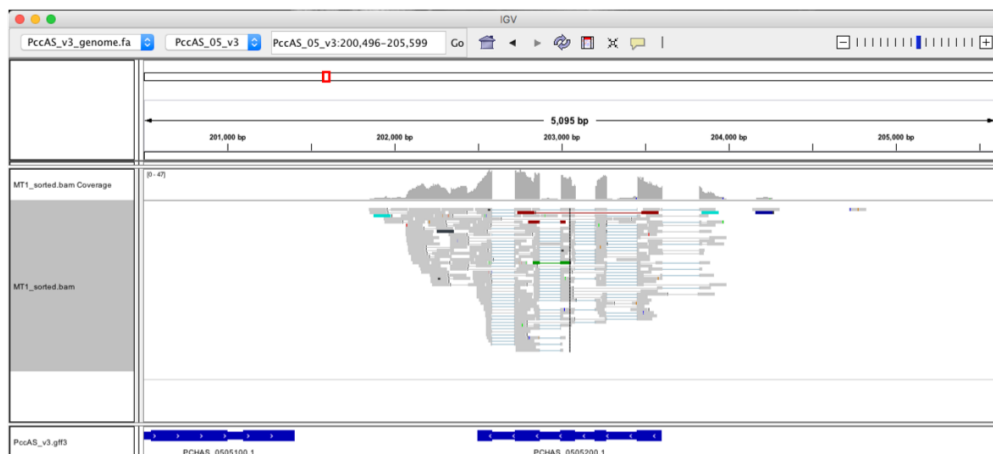 IGV
PccAS_v3_genome.fa PccAS_05_v3 PccAS_05_v3:200,496-205,599 Go
5,095 bp
201,000 bp 202,000 bp 203,000 bp 204,000 bp 205,000 bp
MT1_sorted.bam Coverage
[0 - 47]
MT1_sorted.bam
PccAS_v3.gff3
PCHAS_0505100.1 PCHAS_0505200.1